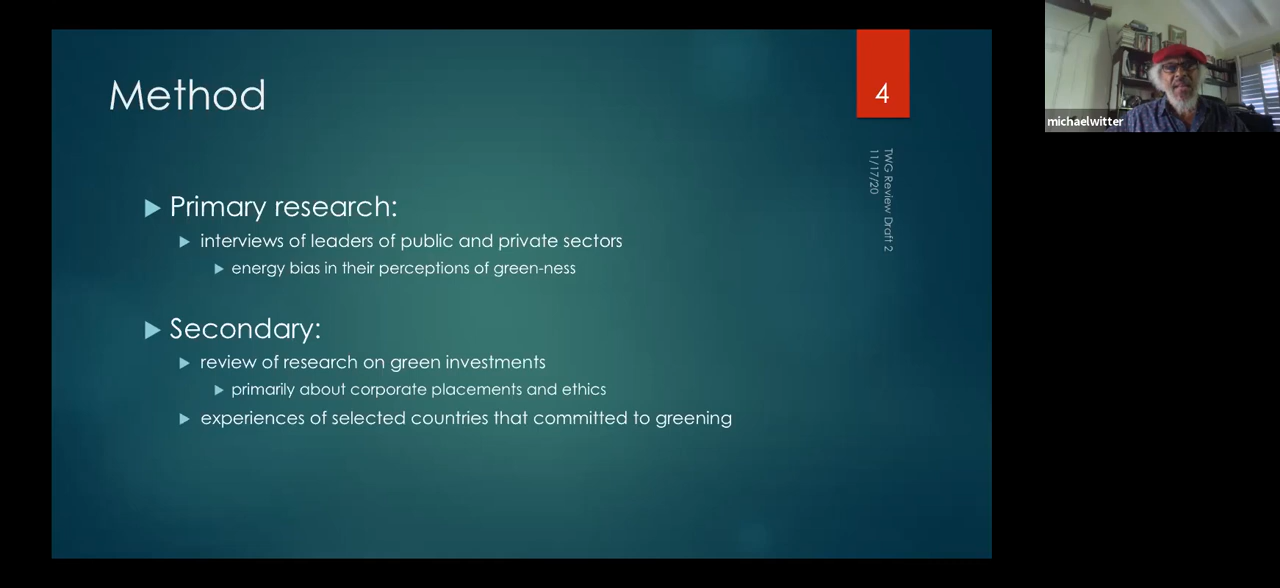 Method
4
TWG Review Draft 2
11/17/20
Primary research:
interviews of leaders of public and private sectors
energy bias in their perceptions of green-ness
Secondary:
review of research on green investments
primarily about corporate placements and ethics
experiences of selected countries that committed to greening
michaelwitter